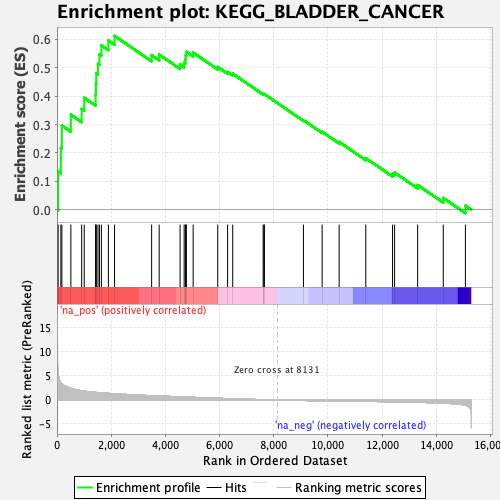 Enrichment plot: KEGG_BLADDER_CANCER
Enrichment score (ES)
0.6
0.5
0.4
0.3
0.2
0.1
0.0
'na_pos' (positively correlated)
Ranked list metric (PreRanked)
15
10
5
0
-5
Zero cross at 8131
'na_neg' (negatively correlated)
0 2,000 4,000 6,000 8,000 10,000 12,000 14,000 16,000
Rank in Ordered Dataset
Enrichment profile Hits Ranking metric scores